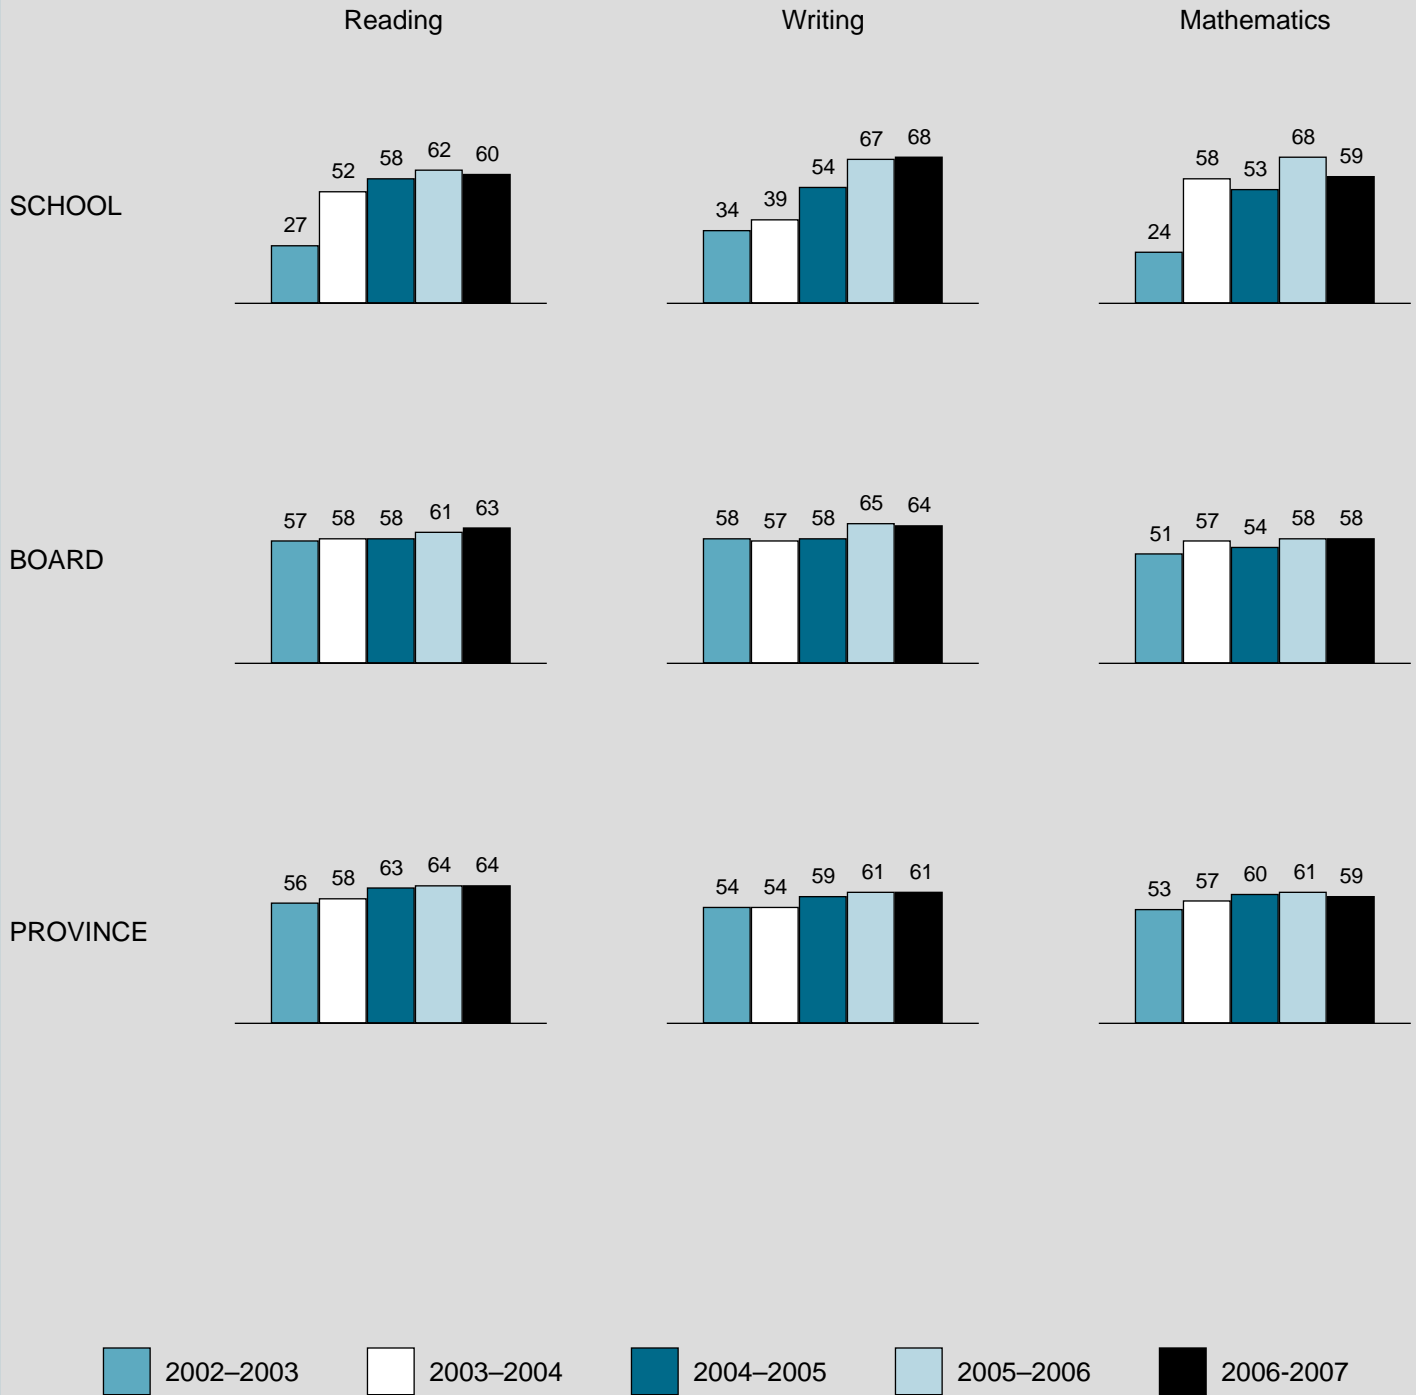 Reading Writing Mathematics
SCHOOL
27 52 58 62 60
34 39 54 67 68
24 58 53 68 59
BOARD
57 58 58 61 63
58 57 58 65 64
51 57 54 58 58
PROVINCE
56 58 63 64 64
54 54 59 61 61
53 57 60 61 59
2002–2003 2003–2004 2004–2005 2005–2006 2006-2007